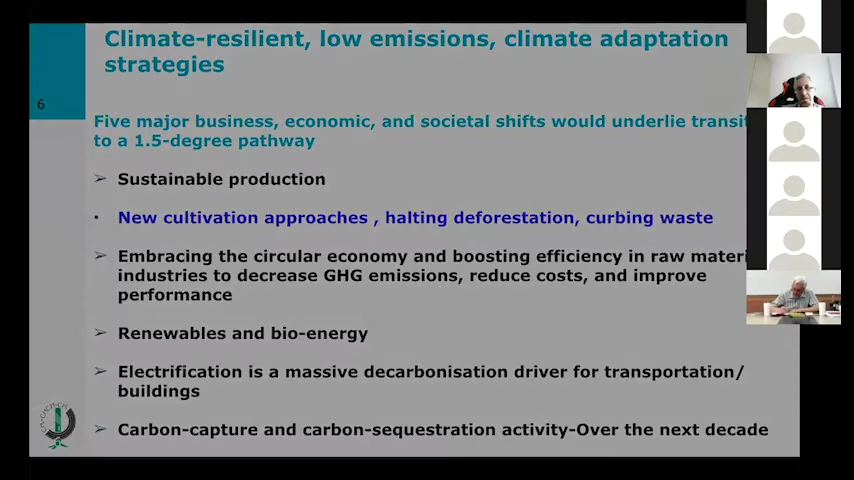 Climate-resilient, low emissions, climate adaptation
strategies
6
Five major business, economic, and societal shifts would underlie
to a 1.5-degree pathway
➢ Sustainable production
• New cultivation approaches , halting deforestation, curbing waste
➢ Embracing the circular economy and boosting efficiency in raw
industries to decrease GHG emissions, reduce costs, and improve
performance
➢ Renewables and bio-energy
➢ Electrification is a massive decarbonisation driver for transportation/
buildings
➢ Carbon-capture and carbon-sequestration activity-Over the next decade